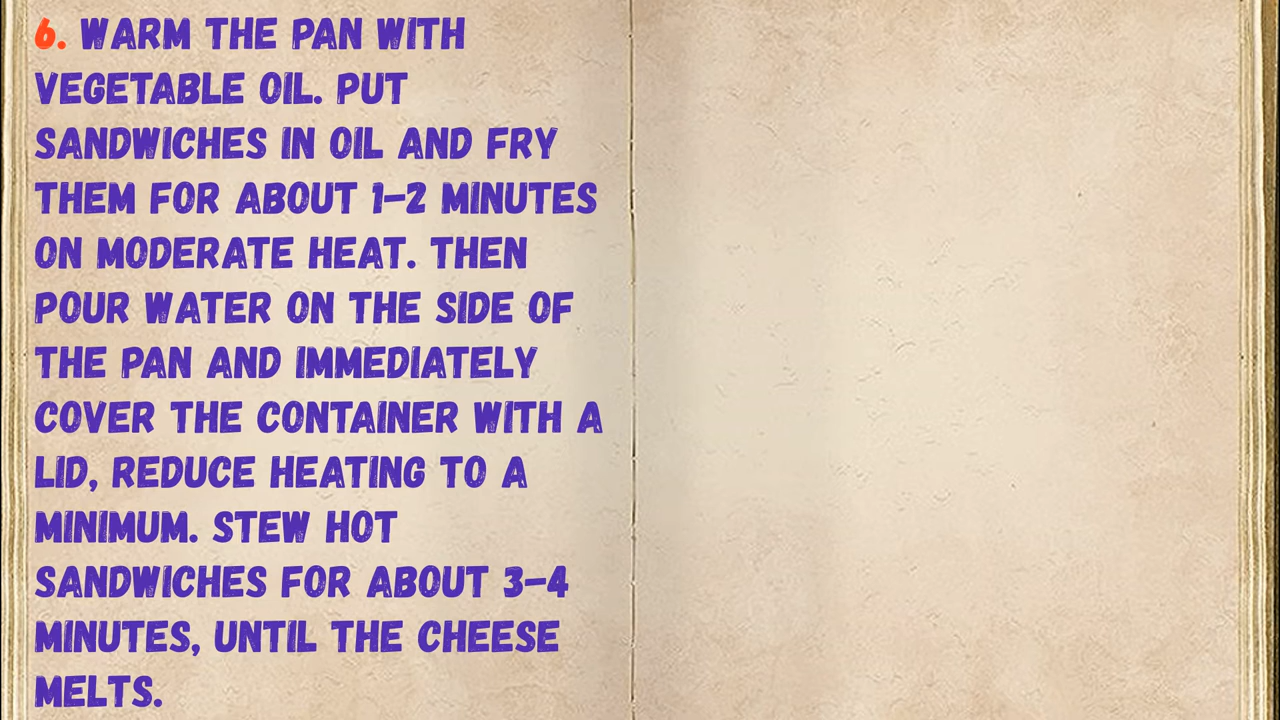 6. WARM THE PAN WITH
VEGETABLE OIL. PUT
SANDWICHES IN OIL AND FRY
THEM FOR ABOUT 1–2 MINUTES
ON MODERATE HEAT. THEN
POUR WATER ON THE SIDE OF
THE PAN AND IMMEDIATELY
COVER THE CONTAINER WITH A
LID, REDUCE HEATING TO A
MINIMUM. STEW HOT
SANDWICHES FOR ABOUT 3–4
MINUTES, UNTIL THE CHEESE
MELTS.